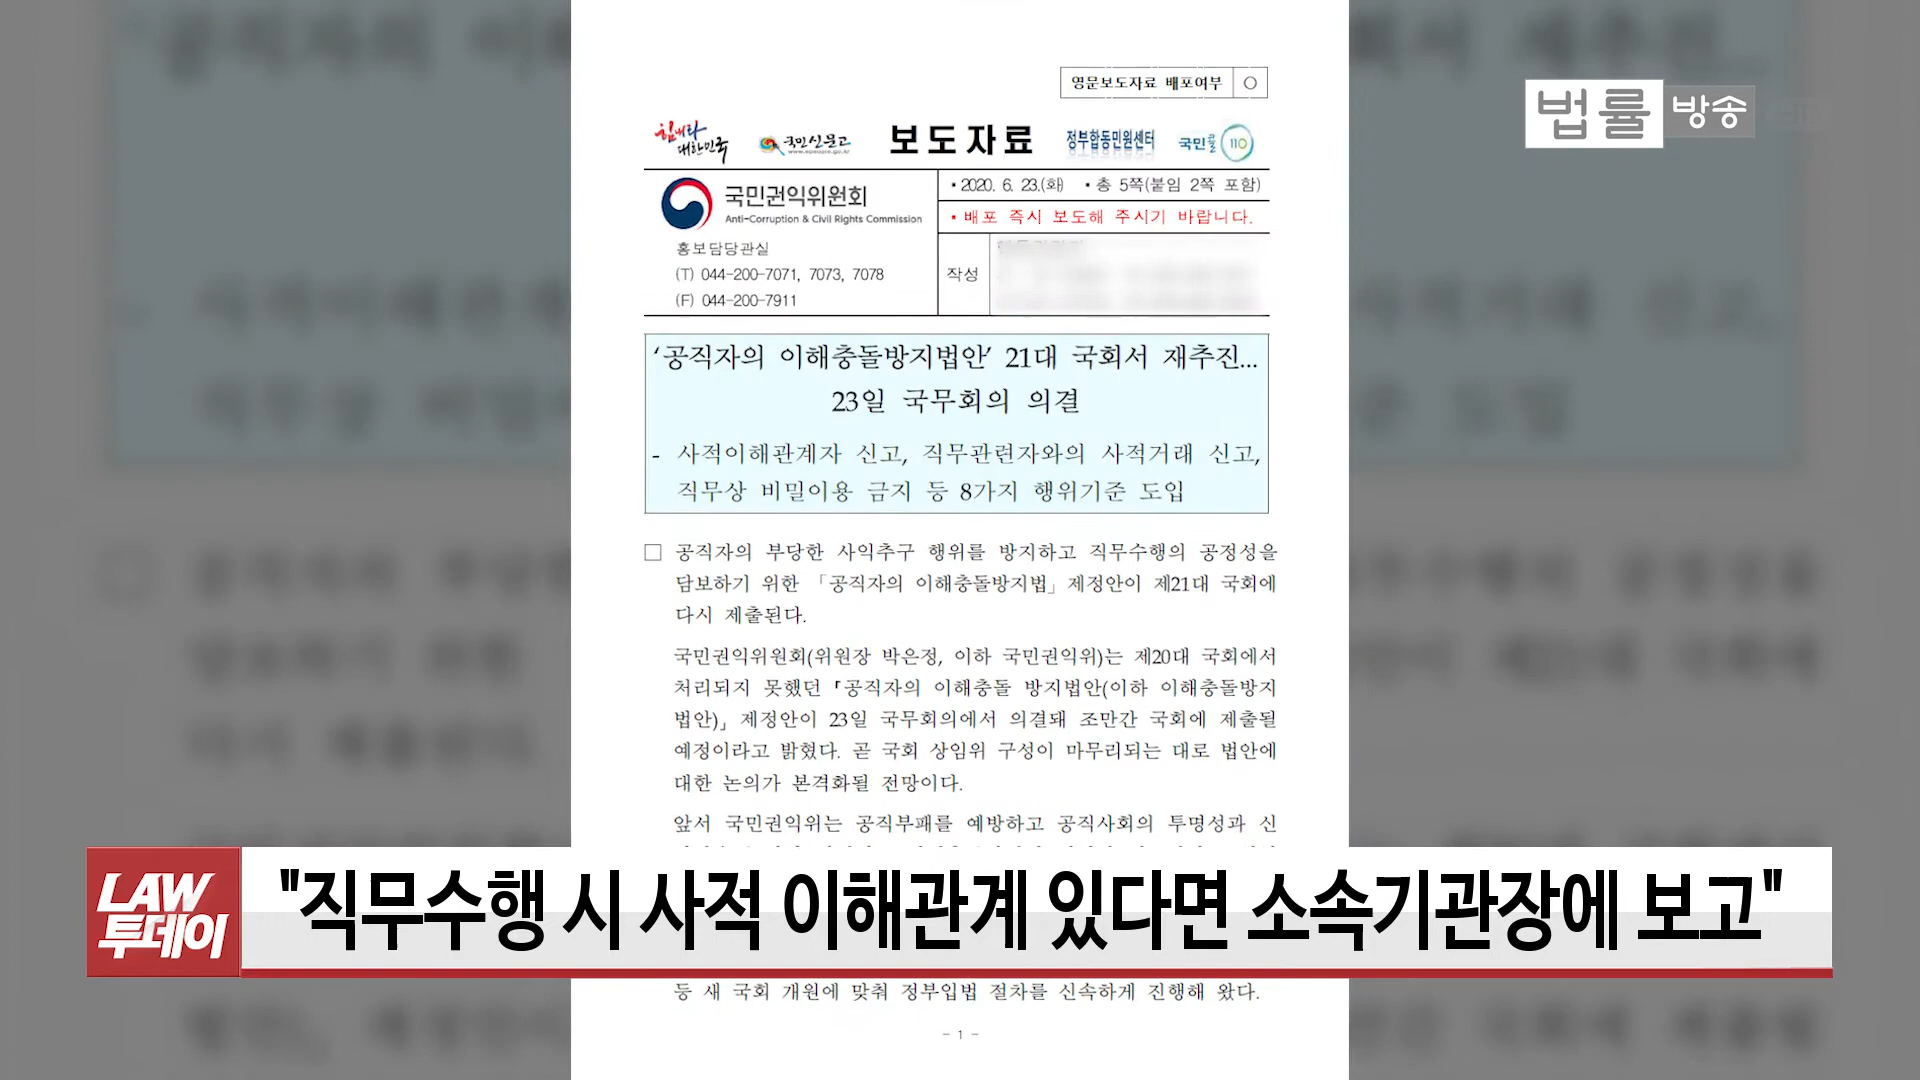 영문보도자료 배포여부 ○
법률방송
힘내라 대한민국
국민신문고
www.epeople.go.kr
보도자료
정부합동민원센터
국민콜 110
국민권익위원회
Anti-Corruption & Civil Rights Commission
▪ 2020. 6. 23.(화) ▪ 총 5쪽(붙임 2쪽 포함)
▪ 배포 즉시 보도해 주시기 바랍니다.
홍보담당관실
(T) 044-200-7071, 7073, 7078
(F) 044-200-7911
작성
‘공직자의 이해충돌방지법안’ 21대 국회서 재추진...
23일 국무회의 의결
- 사적이해관계자 신고, 직무관련자와의 사적거래 신고,
직무상 비밀이용 금지 등 8가지 행위기준 도입
□ 공직자의 부당한 사익추구 행위를 방지하고 직무수행의 공정성을
담보하기 위한 「공직자의 이해충돌방지법」제정안이 제21대 국회에
다시 제출된다.
국민권익위원회(위원장 박은정, 이하 국민권익위)는 제20대 국회에서
처리되지 못했던 「공직자의 이해충돌 방지법안(이하 이해충돌방지
법안)」 제정안이 23일 국무회의에서 의결돼 조만간 국회에 제출될
예정이라고 밝혔다. 곧 국회 상임위 구성이 마무리되는 대로 법안에
대한 논의가 본격화될 전망이다.
앞서 국민권익위는 공직부패를 예방하고 공직사회의 투명성과 신
LAW 투데이
"직무수행 시 사적 이해관계 있다면 소속기관장에 보고"
등 새 국회 개원에 맞춰 정부입법 절차를 신속하게 진행해 왔다.
- 1 -